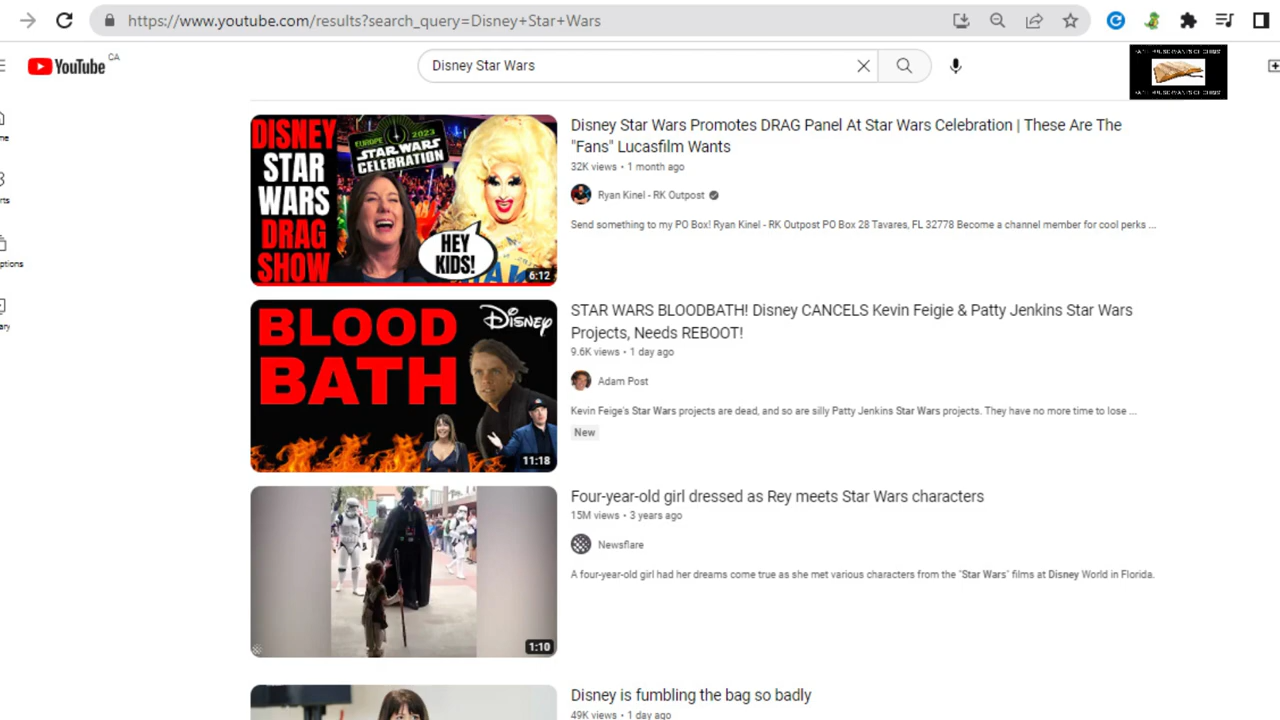 https://www.youtube.com/results?search_query=Disney+Star+Wars
YouTube CA
Disney Star Wars
me
rts
ptions
ary
DISNEY
STAR
WARS
DRAG
SHOW
EUROPE 2023
STAR WARS
CELEBRATION
HEY
KIDS!
6:12
Disney Star Wars Promotes DRAG Panel At Star Wars Celebration | These Are The
"Fans" Lucasfilm Wants
32K views • 1 month ago
Ryan Kinel - RK Outpost
Send something to my PO Box! Ryan Kinel - RK Outpost PO Box 28 Tavares, FL 32778 Become a channel member for cool perks ...
BLOOD
BATH
Disney
11:18
STAR WARS BLOODBATH! Disney CANCELS Kevin Feigie & Patty Jenkins Star Wars
Projects, Needs REBOOT!
9.6K views • 1 day ago
Adam Post
Kevin Feige's Star Wars projects are dead, and so are silly Patty Jenkins Star Wars projects. They have no more time to lose ...
New
1:10
Four-year-old girl dressed as Rey meets Star Wars characters
15M views • 3 years ago
Newsflare
A four-year-old girl had her dreams come true as she met various characters from the 'Star Wars' films at Disney World in Florida.
Disney is fumbling the bag so badly
49K views • 1 day ago